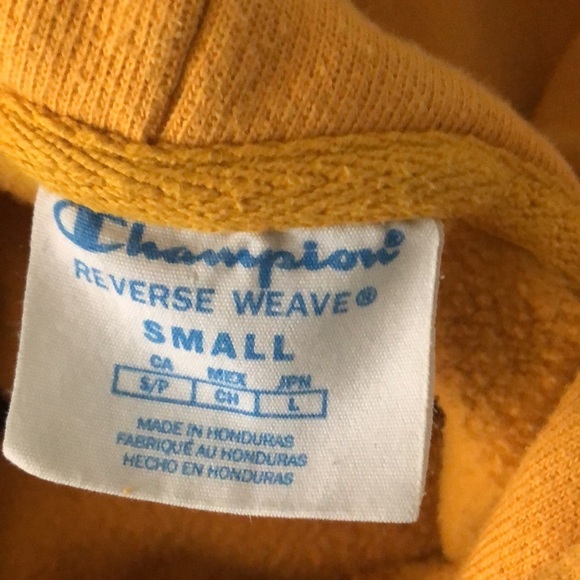 Champion®
REVERSE WEAVE®
SMALL
CA MEX JPN
S/P CH L
MADE IN HONDURAS
FABRIQUÉ AU HONDURAS
HECHO EN HONDURAS